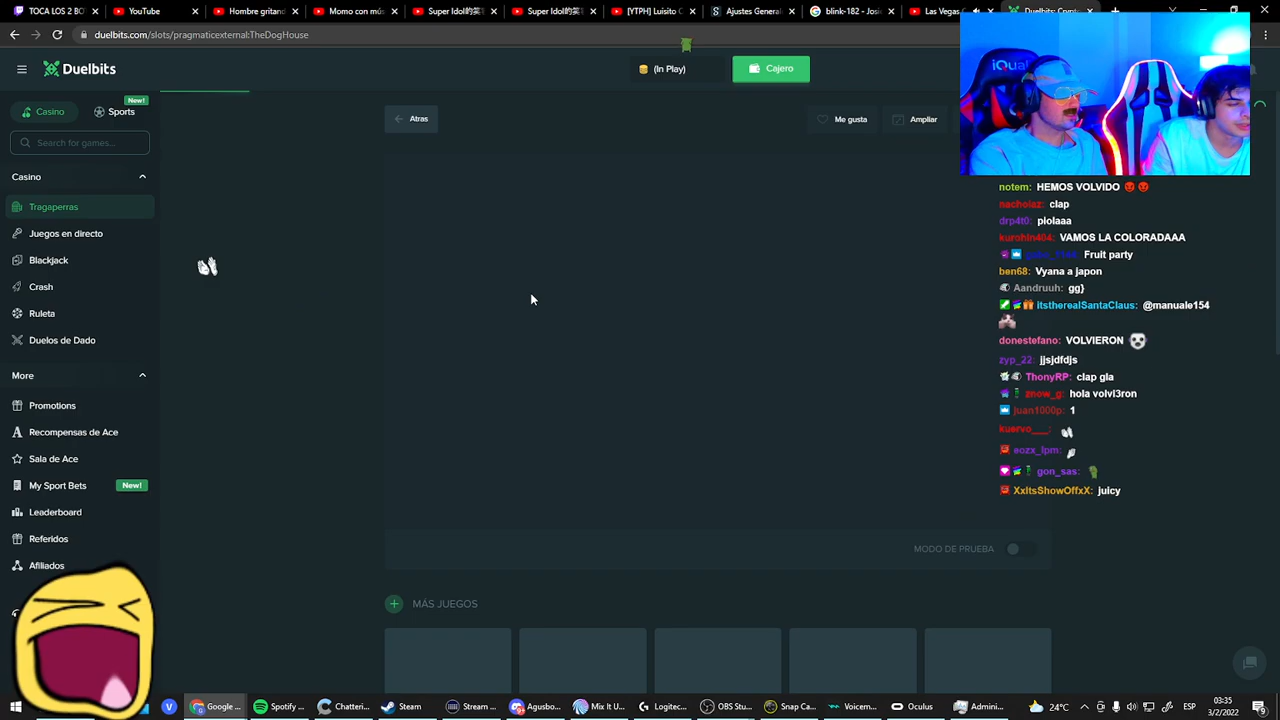 TOCA LOS 2 BO
YouTube
Hombre gritand
Momo con mús
Super Idol的笑
Super Idol的笑
[YTPH] Luisito C
Ajustes General
blink-182 - Josi
Las Vegas
duelbits.com/slots/pragmaticexternal:TheDogHouse
Duelbits
(In Play)
Cajero
iQual
New!
Casino
Sports
Atras
Me gusta
Ampliar
Search for games...
Casino
Tragaperras
Juegos en directo
Blackjack
Crash
Ruleta
Duelos de Dado
More
Promotions
Recompensas de Ace
Sala de Ace
My Sport Bets
New!
Leaderboard
Referidos
Afiliados
notem: HEMOS VOLVIDO
nacholaz: clap
drp4t0: piolaaa
kurohin404: VAMOS LA COLORADAAA
Fruit party
ben68: Vyana a japon
Aandruuh: gg}
itstherealSantaClaus: @manuale154
donestefano: VOLVIERON
zyp_22: jjsjdfdjs
ThonyRP: clap gla
znow_g: hola volvi3ron
juan1000p: 1
kuervo___:
eozx_lpm:
gon_sas:
XxItsShowOffxX: juicy
MODO DE PRUEBA
MÁS JUEGOS
Google ...
Spotify ...
Chatteri...
Steam
Stream ...
Agusbo...
Mix It U...
Logitec...
OBS Stu...
Snap Ca...
Voicem...
Oculus
Admini...
24°C
ESP
03:35
3/2/2022